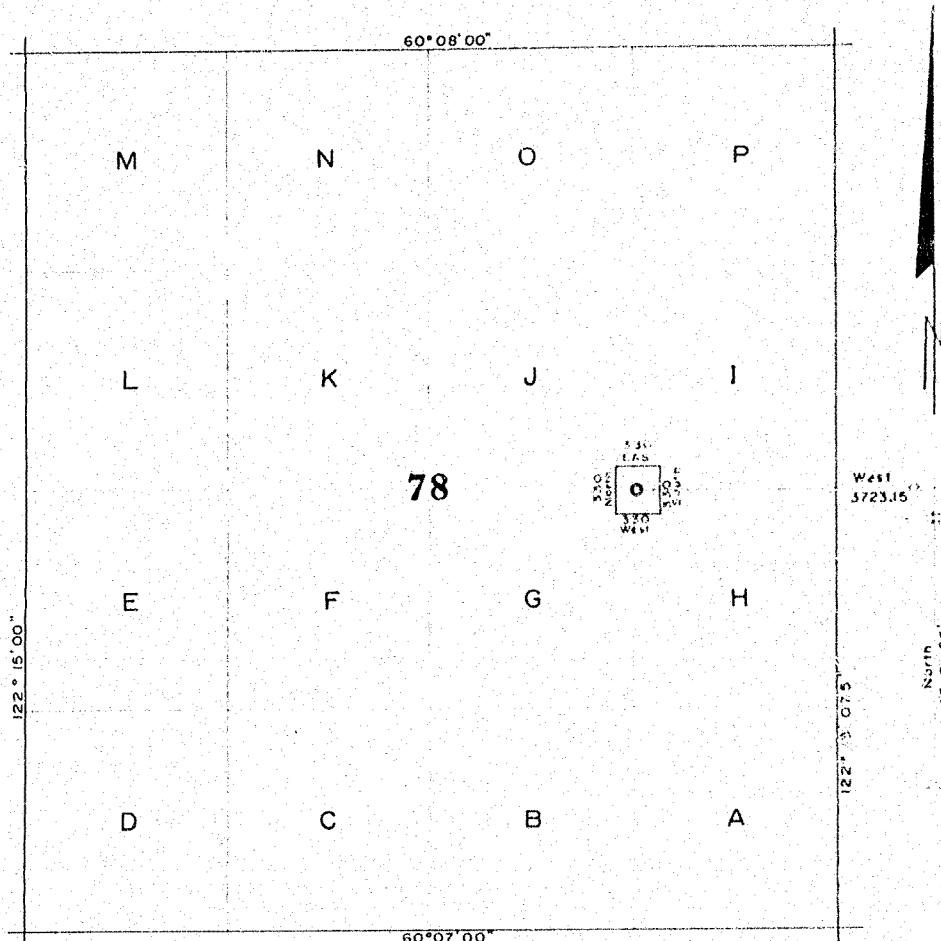 60°08'00"
M N O P
L K J I
330
330 North
330 South
330
West
78
West
3723.15
E F G H
122° 15' 00"
North
D C B A
60°07'00"